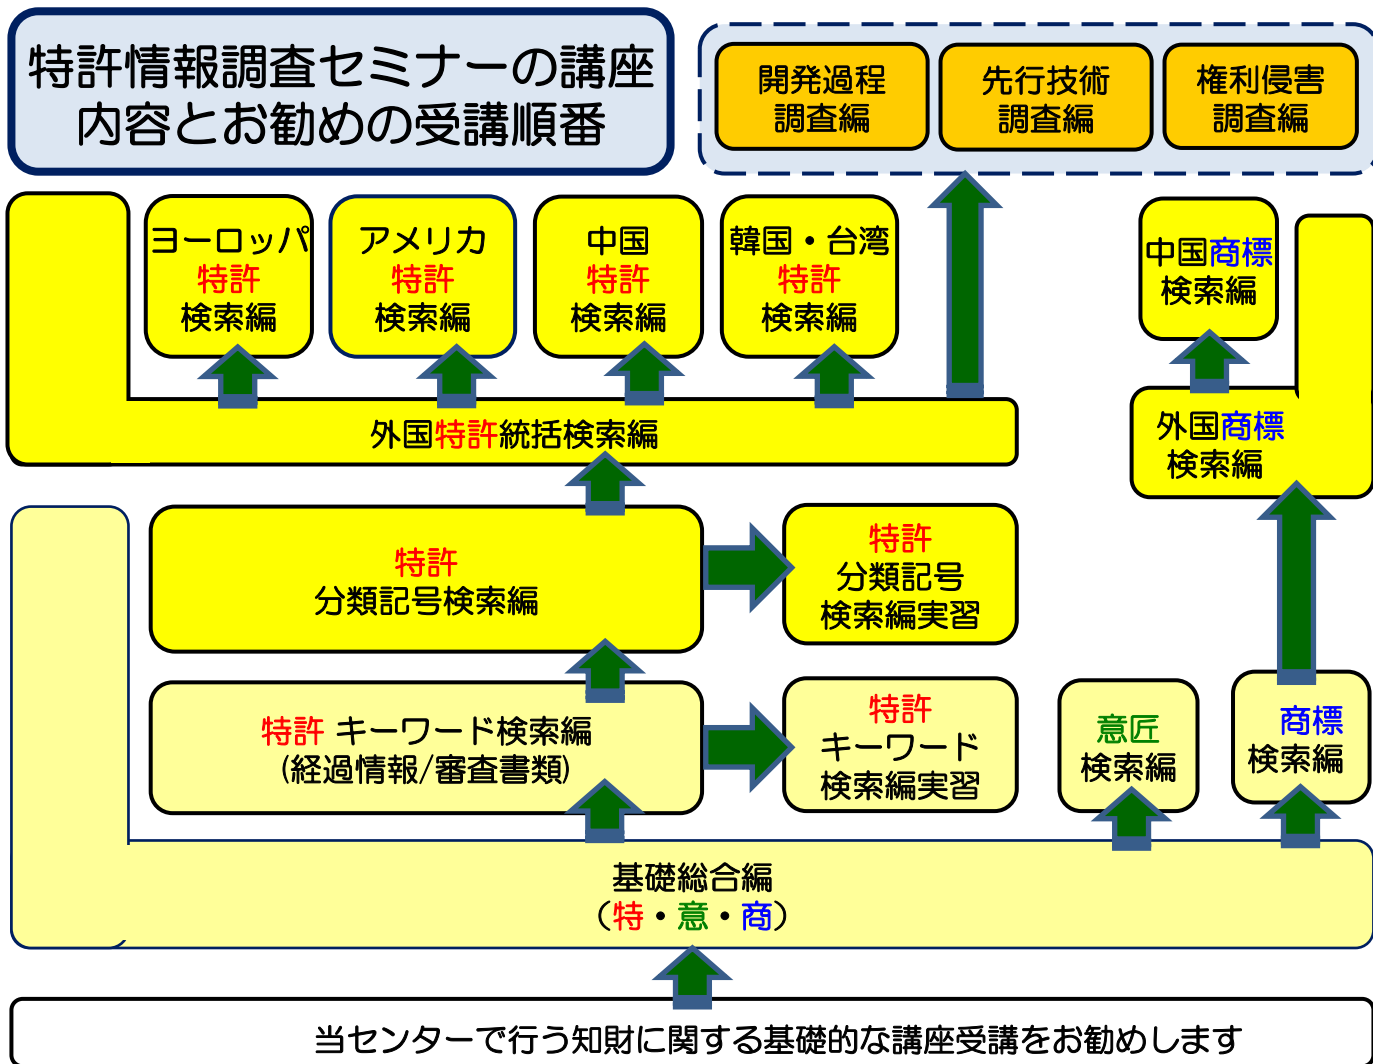 特許情報調査セミナーの講座
内容とお勧めの受講順番
開発過程
調査編
先行技術
調査編
権利侵害
調査編
ヨーロッパ
特許
検索編
アメリカ
特許
検索編
中国
特許
検索編
韓国・台湾
特許
検索編
中国商標
検索編
外国特許統括検索編
外国商標
検索編
特許
分類記号検索編
特許
分類記号
検索編実習
特許 キーワード検索編
(経過情報/審査書類)
特許
キーワード
検索編実習
意匠
検索編
商標
検索編
基礎総合編
（特・意・商）
当センターで行う知財に関する基礎的な講座受講をお勧めします